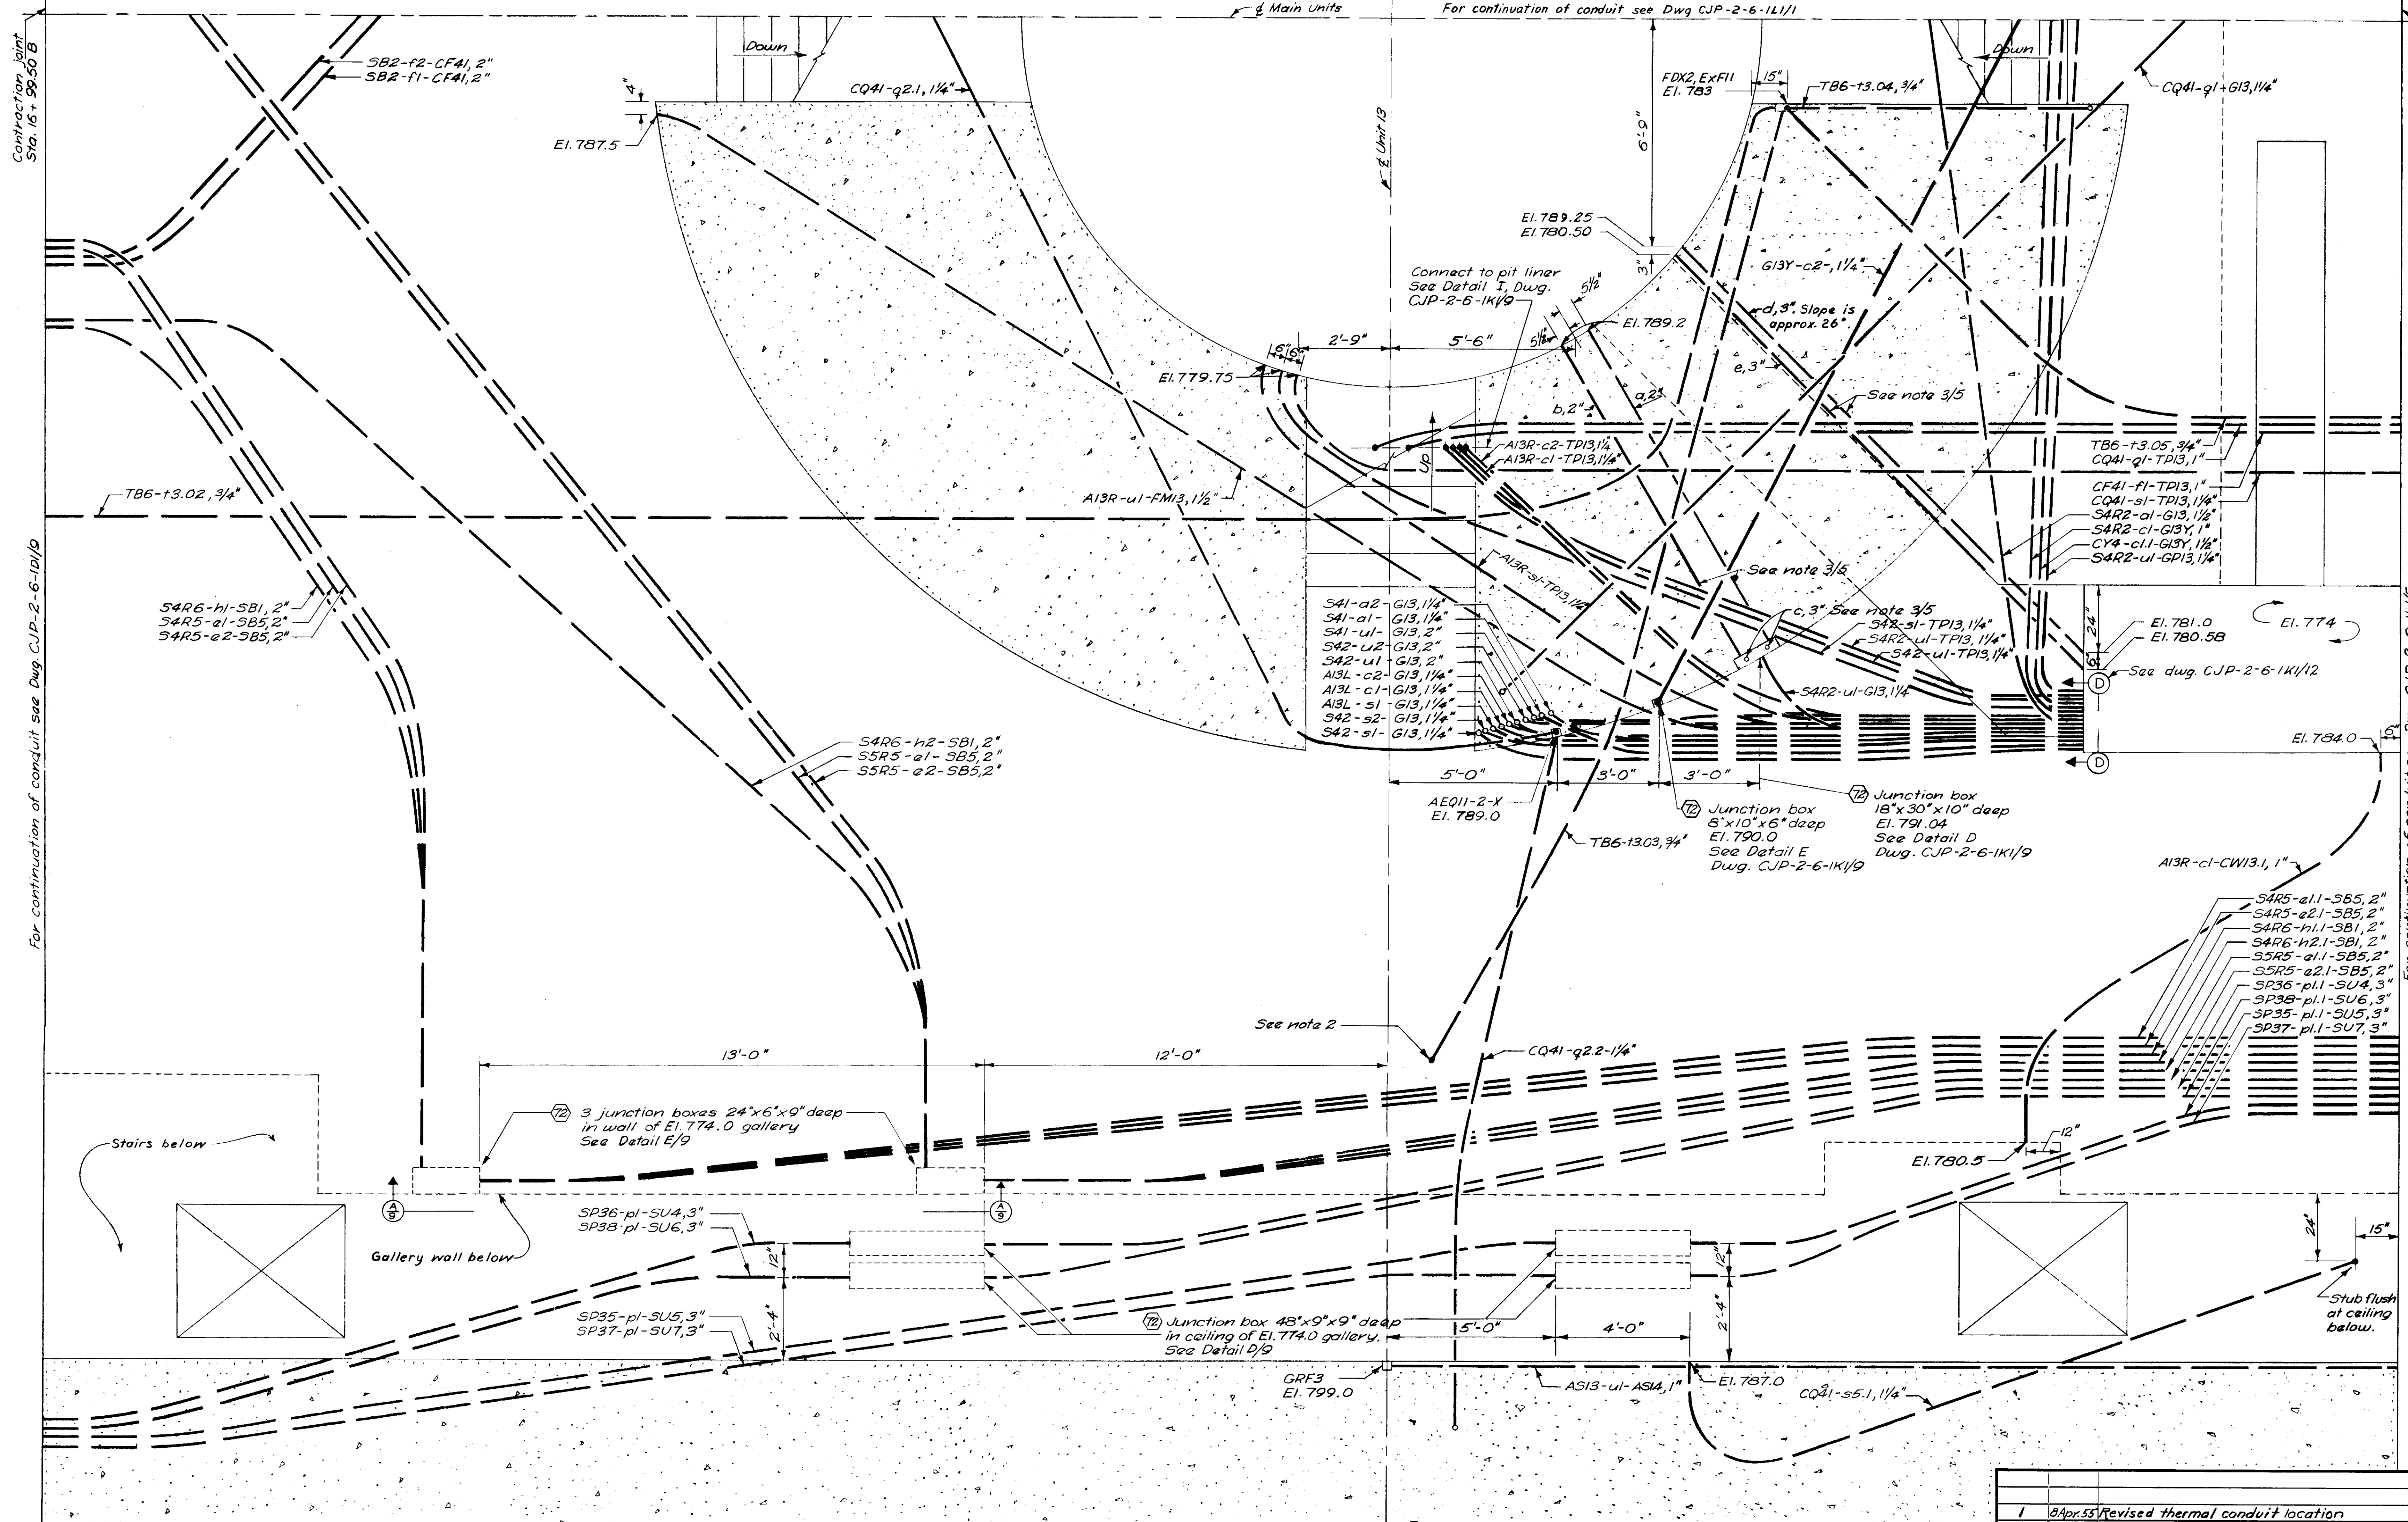 ℄ Main Units
For continuation of conduit see Dwg CJP-2-6-1L1/1
Contraction joint
Sta. 16 + 99.50 B
SB2-f2-CF41, 2"
SB2-f1-CF41, 2"
Down
4"
CQ41-q2.1, 1¼"
El. 787.5
℄ Unit 13
6'-9"
FDX2, ExF11
El. 783
15"
TB6-t3.04, ¾"
Down
CQ41-q1-G13, 1¼"
El. 789.25
El. 780.50
3"
G13Y-c2-, 1¼"
Connect to pit liner
See Detail I, Dwg.
CJP-2-6-1K1/9
5½"
5½"
El. 789.2
d, 3". Slope is
approx. 26°.
e, 3"
2'-9"
5'-6"
6"
6"
El. 779.75
b, 2"
a, 2"
See note 3/5
A13R-c2-TP13, 1¼"
A13R-c1-TP13, 1¼"
Up
TB6-t3.05, ¾"
CQ41-q1-TP13, 1"
CF41-f1-TP13, 1"
CQ41-s1-TP13, 1¼"
S4R2-a1-G13, 1½"
S4R2-c1-G13Y, 1"
CY4-c1.1-G13Y, 1½"
S4R2-u1-GP13, 1¼"
TB6-t3.02, ¾"
A13R-u1-FM13, 1½"
A13R-s1-TP13, 1¼"
See note 3/5
For continuation of conduit see Dwg CJP-2-6-1D1/9
S4R6-h1-SB1, 2"
S4R5-e1-SB5, 2"
S4R5-e2-SB5, 2"
S41-a2-G13, 1¼"
S41-a1-G13, 1¼"
S41-u1-G13, 2"
S42-u2-G13, 2"
S42-u1-G13, 2"
A13L-c2-G13, 1¼"
A13L-c1-G13, 1¼"
A13L-s1-G13, 1¼"
S42-s2-G13, 1¼"
S42-s1-G13, 1¼"
c, 3" See note 3/5
S42-s1-TP13, 1¼"
S4R2-u1-TP13, 1¼"
S42-u1-TP13, 1¼"
S4R2-u1-G13, 1¼"
24"
6"
El. 781.0
El. 780.58
El. 774
See dwg. CJP-2-6-1K1/12
D
D
El. 784.0
S4R6-h2-SB1, 2"
S5R5-e1-SB5, 2"
S5R5-e2-SB5, 2"
5'-0"
3'-0"
3'-0"
AEQ11-2-X
El. 789.0
72 Junction box
8"x10"x6" deep
El. 790.0
See Detail E
Dwg. CJP-2-6-1K1/9
72 Junction box
18"x30"x10" deep
El. 791.04
See Detail D
Dwg. CJP-2-6-1K1/9
TB6-t3.03, ¾"
A13R-c1-CW13.1, 1"
S4R5-e1.1-SB5, 2"
S4R5-e2.1-SB5, 2"
S4R6-h1.1-SB1, 2"
S4R6-h2.1-SB1, 2"
S5R5-e1.1-SB5, 2"
S5R5-e2.1-SB5, 2"
SP36-p1.1-SU4, 3"
SP38-p1.1-SU6, 3"
SP35-p1.1-SU5, 3"
SP37-p1.1-SU7, 3"
See note 2
13'-0"
12'-0"
CQ41-q2.2-1¼"
72 3 junction boxes 24"x6"x9" deep
in wall of El. 774.0 gallery
See Detail E/9
Stairs below
12"
El. 780.5
A
9
A
9
SP36-p1-SU4, 3"
SP38-p1-SU6, 3"
Gallery wall below
12"
2'-4"
SP35-p1-SU5, 3"
SP37-p1-SU7, 3"
72 Junction box 48"x9"x9" deep
in ceiling of El. 774.0 gallery.
See Detail D/9
5'-0"
4'-0"
12"
2'-4"
24"
15"
Stub flush
at ceiling
below.
GRF3
El. 799.0
AS13-u1-AS14, 1"
El. 787.0
CQ41-s5.1, 1¼"
1 8Apr.55 Revised thermal conduit location